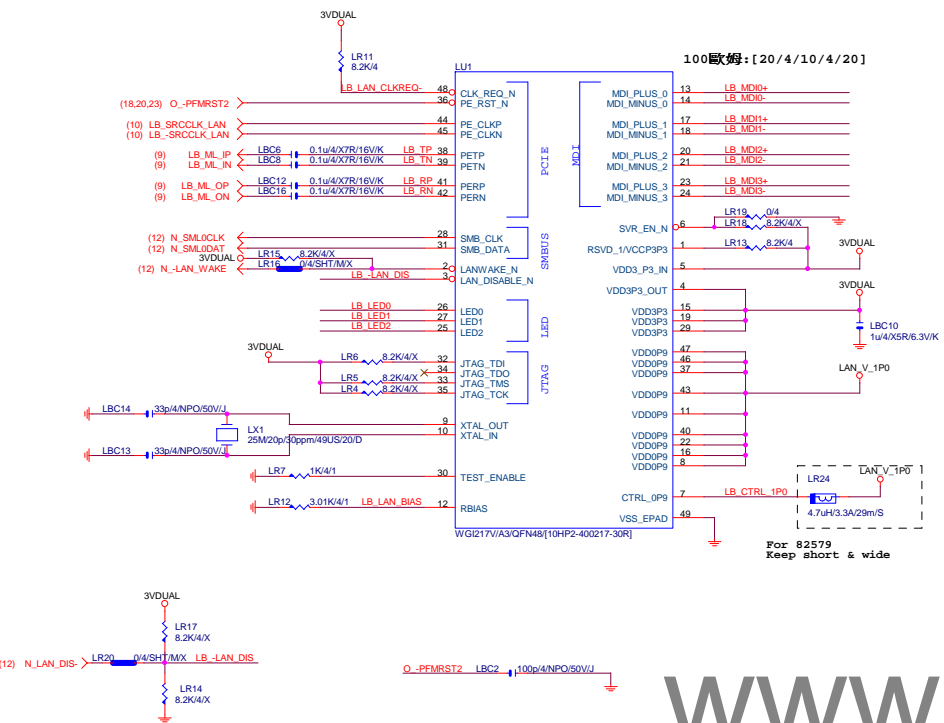 3VDUAL
LR11
8.2K/4
100歐姆:[20/4/10/4/20]
LU1
LB_LAN_CLKREQ-
48 CLK_REQ_N
(18,20,23) O_-PFMRST2
36 PE_RST_N
(10) LB_SRCCLK_LAN
44 PE_CLKP
(10) LB_-SRCCLK_LAN
45 PE_CLKN
(9) LB_ML_IP LBC6 0.1u/4/X7R/16V/K LB_TP 38 PETP
(9) LB_ML_IN LBC8 0.1u/4/X7R/16V/K LB_TN 39 PETN
(9) LB_ML_OP LBC12 0.1u/4/X7R/16V/K LB_RP 41 PERP
(9) LB_ML_ON LBC16 0.1u/4/X7R/16V/K LB_RN 42 PERN
PCIE
MDI
MDI_PLUS_0 13 LB_MDI0+
MDI_MINUS_0 14 LB_MDI0-
MDI_PLUS_1 17 LB_MDI1+
MDI_MINUS_1 18 LB_MDI1-
MDI_PLUS_2 20 LB_MDI2+
MDI_MINUS_2 21 LB_MDI2-
MDI_PLUS_3 23 LB_MDI3+
MDI_MINUS_3 24 LB_MDI3-
(12) N_SML0CLK 28 SMB_CLK
(12) N_SML0DAT 31 SMB_DATA
SMBUS
3VDUAL LR15 8.2K/4/X
(12) N_-LAN_WAKE LR16 0/4/SHT/M/X 2 LANWAKE_N
LB_-LAN_DIS 3 LAN_DISABLE_N
SVR_EN_N 6 LR19 0/4
LR18 8.2K/4/X
RSVD_1/VCCP3P3 1 LR13 8.2K/4
3VDUAL
VDD3_P3_IN 5
VDD3P3_OUT 4
3VDUAL
VDD3P3 15
VDD3P3 19
VDD3P3 29
LBC10
1u/4/X5R/6.3V/K
LB_LED0 26 LED0
LB_LED1 27 LED1
LB_LED2 25 LED2
LED
3VDUAL
LR6 8.2K/4/X 32 JTAG_TDI
34 JTAG_TDO
LR5 8.2K/4/X 33 JTAG_TMS
LR4 8.2K/4/X 35 JTAG_TCK
JTAG
VDD0P9 47
VDD0P9 46
VDD0P9 37
LAN_V_1P0
VDD0P9 43
VDD0P9 11
VDD0P9 40
VDD0P9 22
VDD0P9 16
VDD0P9 8
LBC14 33p/4/NPO/50V/J
9 XTAL_OUT
10 XTAL_IN
LX1
25M/20p/30ppm/49US/20/D
LBC13 33p/4/NPO/50V/J
LR7 1K/4/1 30 TEST_ENABLE
LR12 3.01K/4/1 LB_LAN_BIAS 12 RBIAS
CTRL_0P9 7 LB_CTRL_1P0
LR24
LAN_V_1P0
4.7uH/3.3A/29m/S
VSS_EPAD 49
WGI217V/A3/QFN48/[10HP2-400217-30R]
For 82579
Keep short & wide
3VDUAL
LR17
8.2K/4/X
(12) N_LAN_DIS- LR20 0/4/SHT/M/X LB_-LAN_DIS
LR14
8.2K/4/X
O_-PFMRST2 LBC2 100p/4/NPO/50V/J
WWW